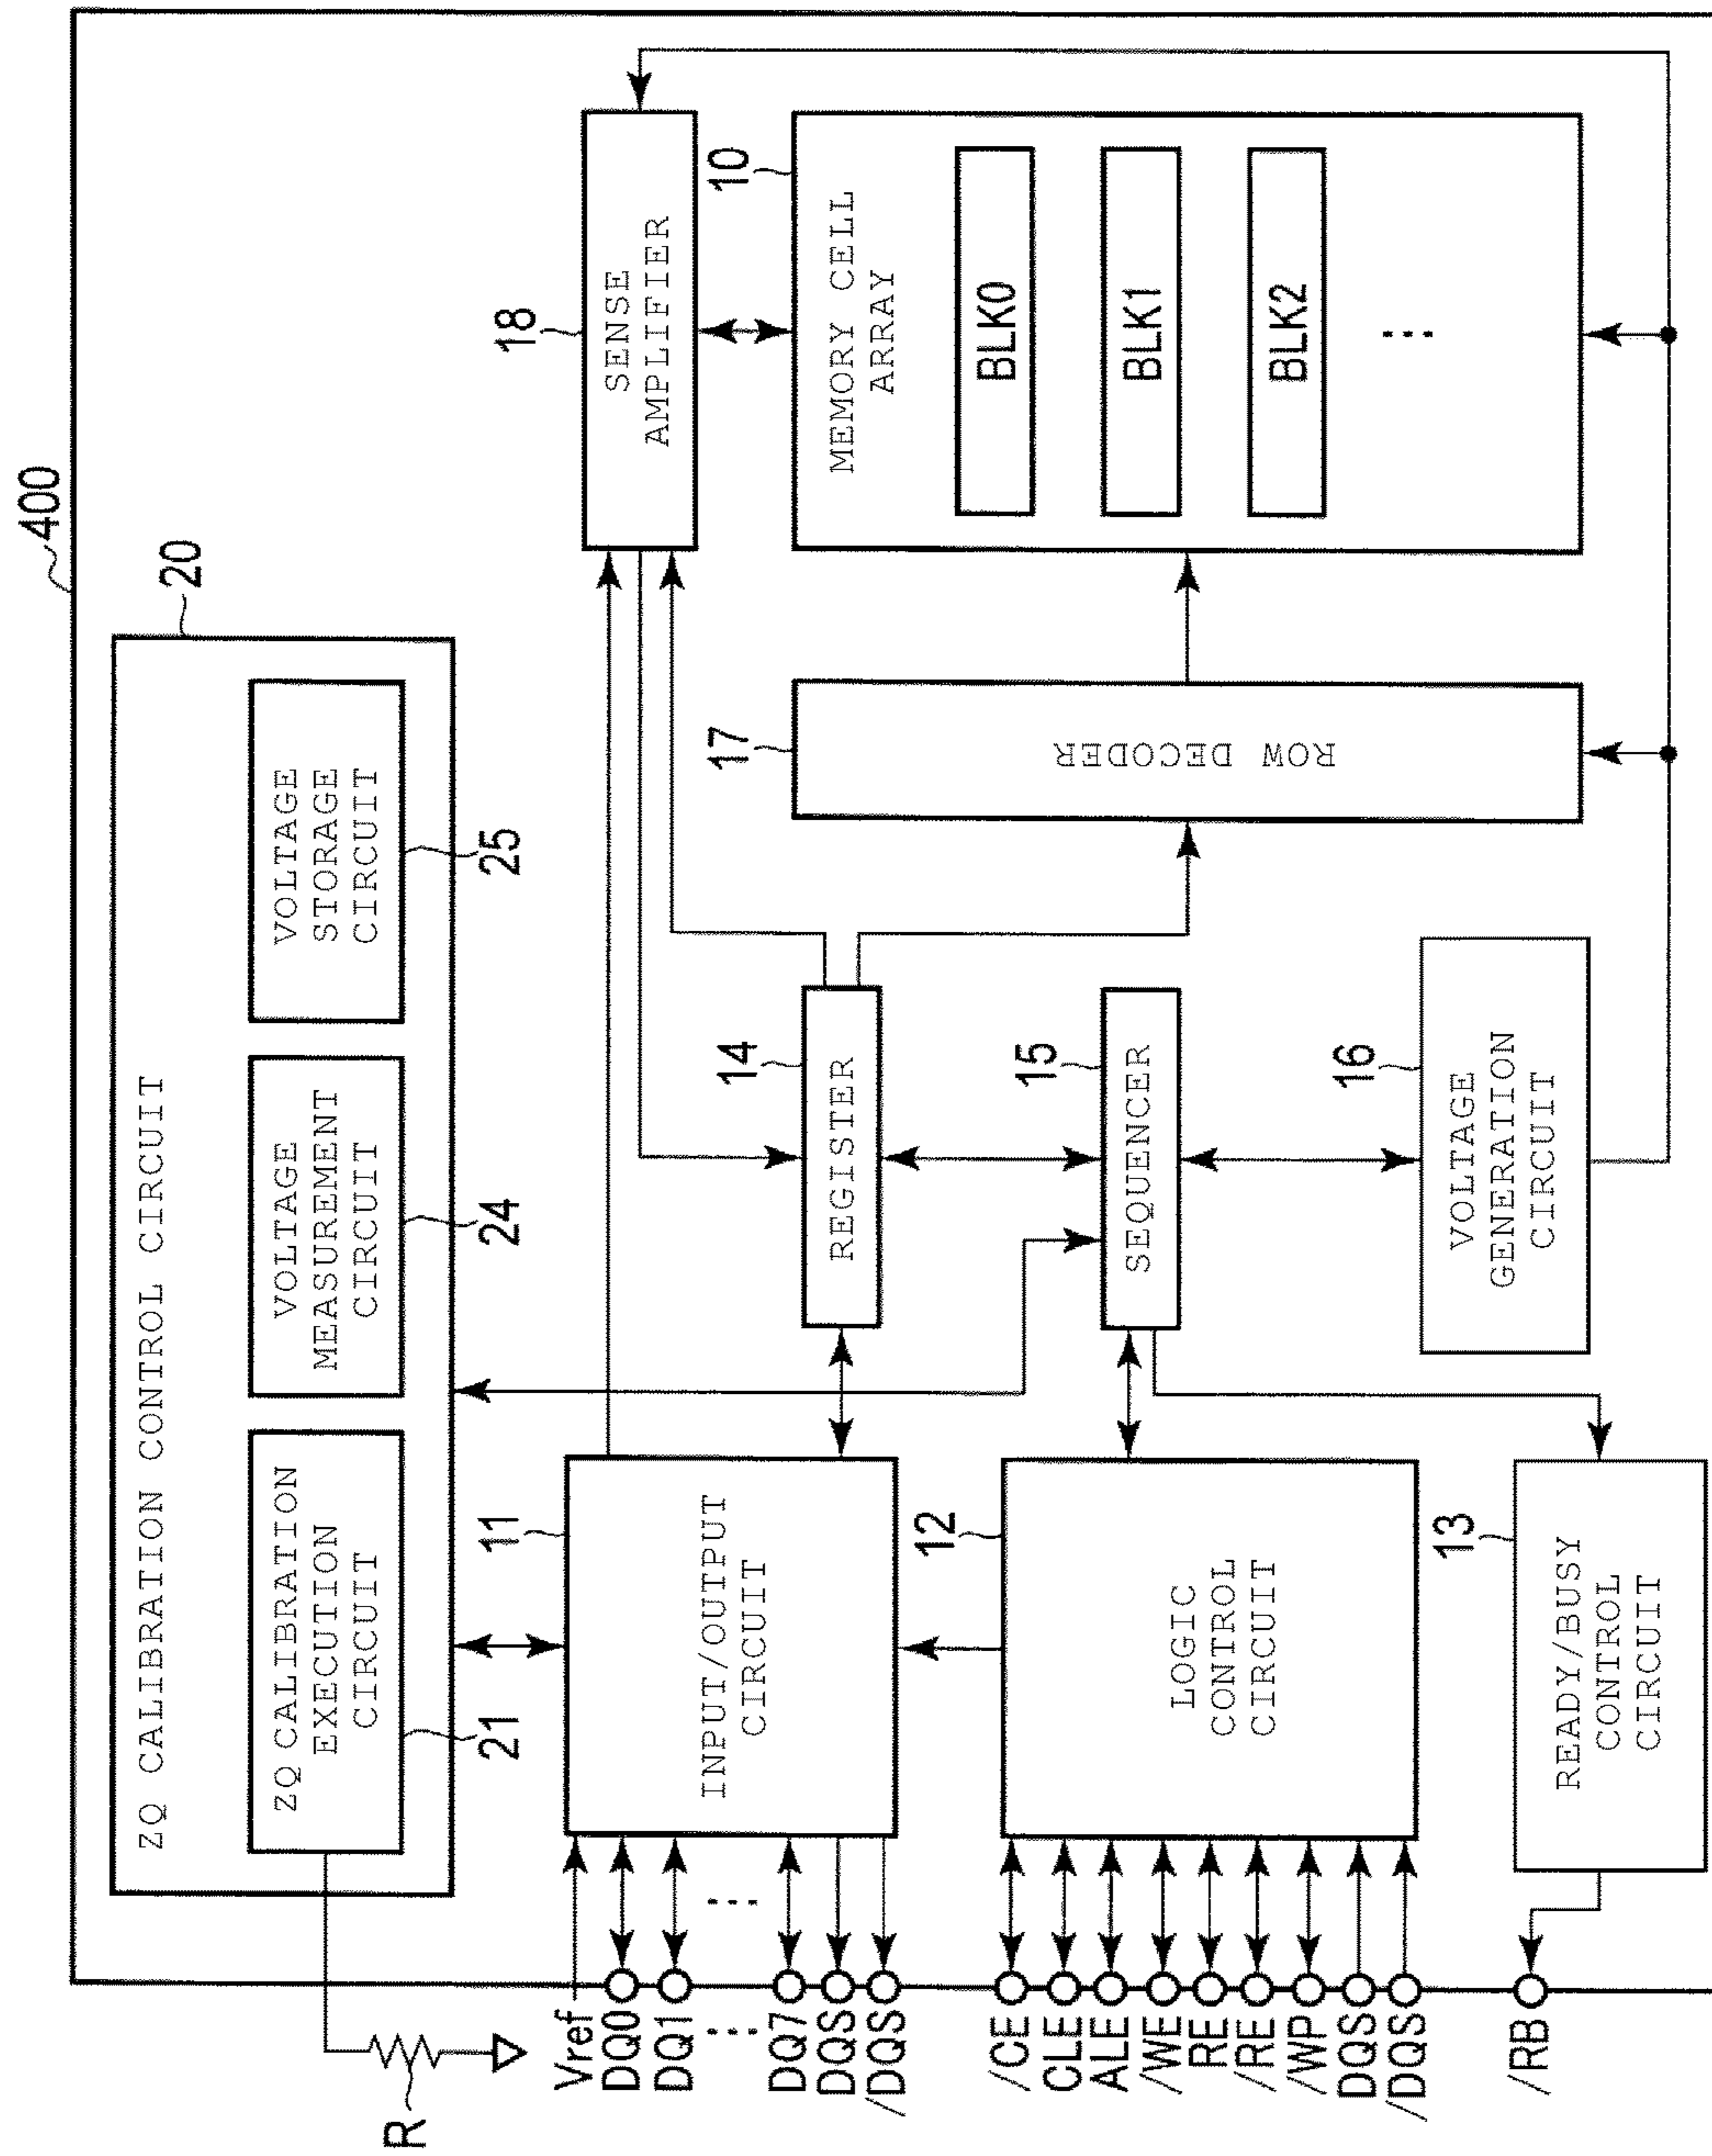 400
20
ZQ CALIBRATION CONTROL CIRCUIT
ZQ CALIBRATION
EXECUTION
CIRCUIT
21
VOLTAGE
MEASUREMENT
CIRCUIT
24
VOLTAGE
STORAGE
CIRCUIT
25
R
Vref
DQ0
DQ1
⋮
DQ7
DQS
/DQS
⋮
11
INPUT/OUTPUT
CIRCUIT
/CE
CLE
ALE
/WE
RE
/RE
/WP
DQS
/DQS
12
LOGIC
CONTROL
CIRCUIT
/RB
13
READY/BUSY
CONTROL
CIRCUIT
14
REGISTER
15
SEQUENCER
16
VOLTAGE
GENERATION
CIRCUIT
17
ROW DECODER
18
SENSE
AMPLIFIER
10
MEMORY CELL
ARRAY
BLK0
BLK1
BLK2
⋮